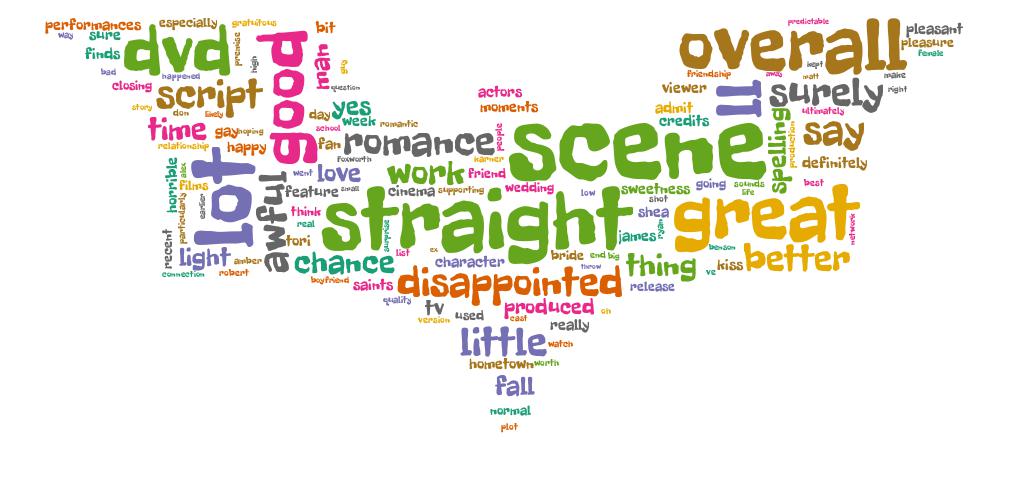 performances
especially
gratuitous
bit
predictable
way
sure
dvd
premise
good
man
overall
pleasant
pleasure
female
finds
high
guy
kept
bad
happened
question
friendship
away
matt
make
closing
script
actors
viewer
ll
surely
right
story
don
likely
day
yes
moments
admit
ultimately
time
gay
hoping
week
romantic
credits
spelling
production
say
school
fan
romance
people
scene
relationship
happy
foxworth
karner
definitely
horrible
alex
lot
went
love
work
friend
films
awful
feature
small
cinema
supporting
wedding
low
sweetness
going
sounds
life
best
earlier
shot
particularly
think
straight
shea
great
network
real
surprise
ryan
recent
tori
james
benson
light
amber
chance
list
ex
character
bride
end
big
thing
ve
kiss
better
connection
robert
throw
boyfriend
saints
disappointed
release
quality
tv
produced
oh
version
used
cast
really
little
watch
hometown
worth
fall
normal
plot